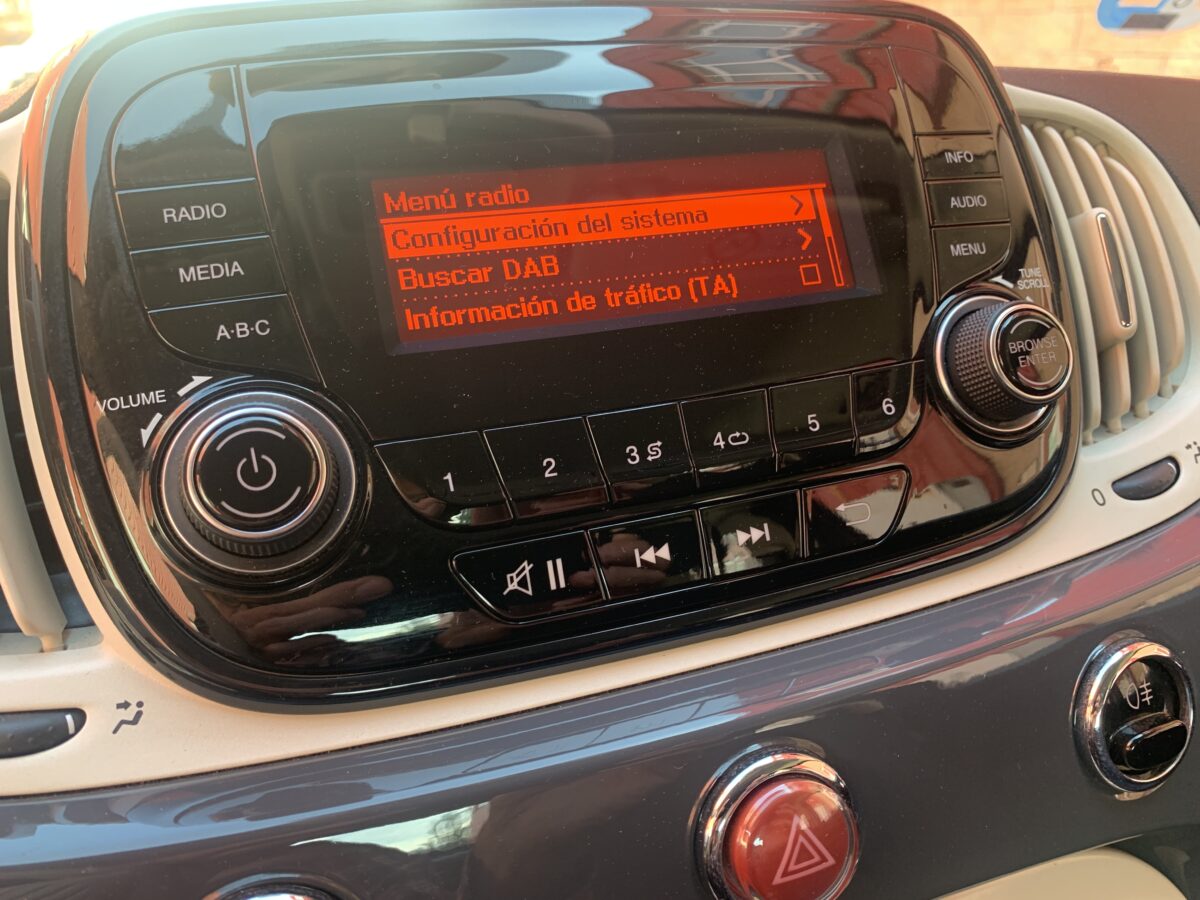 RADIO
MEDIA
A·B·C
VOLUME
Menú radio
Configuración del sistema
Buscar DAB
Información de tráfico (TA)
INFO
AUDIO
MENU
TUNE
SCROLL
BROWSE
ENTER
1
2
3
4
5
6
0